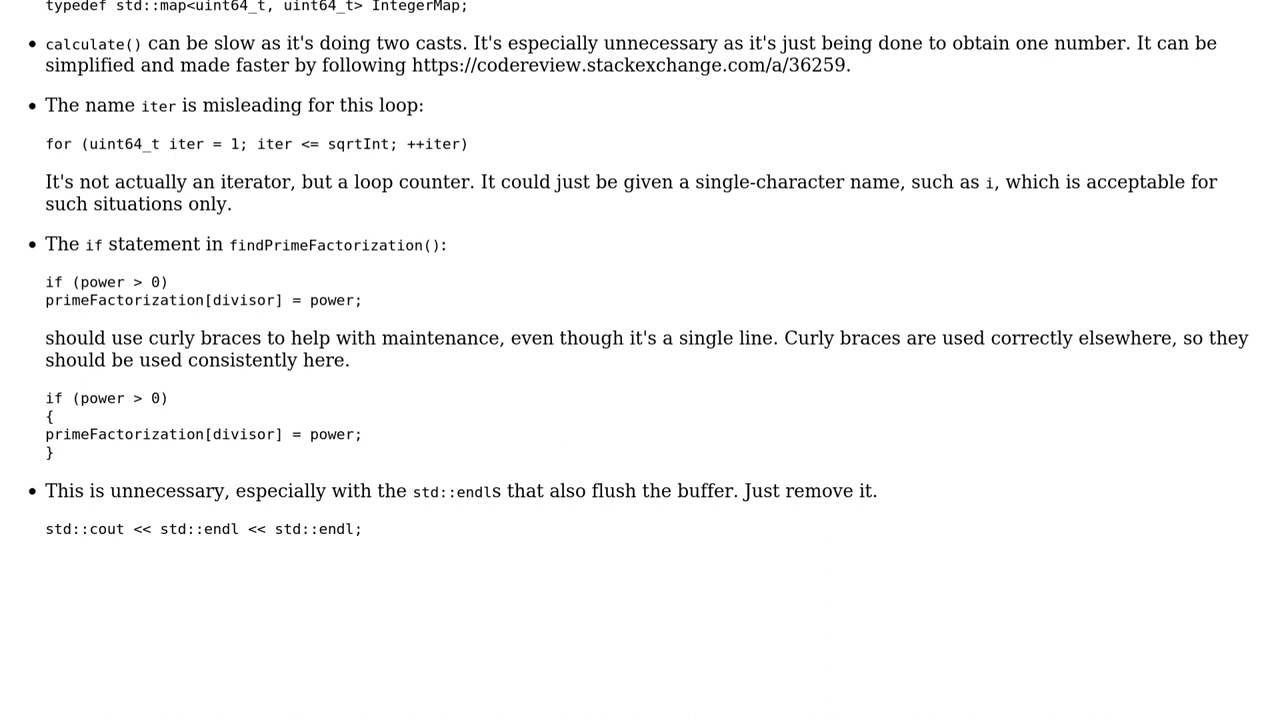 typedef std::map<uint64_t, uint64_t> IntegerMap;
• calculate() can be slow as it's doing two casts. It's especially unnecessary as it's just being done to obtain one number. It can be
simplified and made faster by following https://codereview.stackexchange.com/a/36259.
• The name iter is misleading for this loop:
for (uint64_t iter = 1; iter <= sqrtInt; ++iter)
It's not actually an iterator, but a loop counter. It could just be given a single-character name, such as i, which is acceptable for
such situations only.
• The if statement in findPrimeFactorization():
if (power > 0)
primeFactorization[divisor] = power;
should use curly braces to help with maintenance, even though it's a single line. Curly braces are used correctly elsewhere, so they
should be used consistently here.
if (power > 0)
{
primeFactorization[divisor] = power;
}
• This is unnecessary, especially with the std::endls that also flush the buffer. Just remove it.
std::cout << std::endl << std::endl;